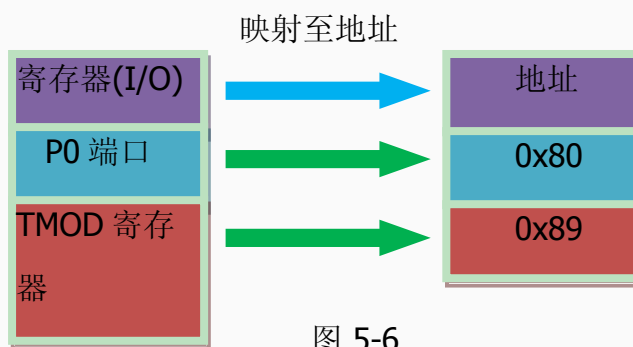 映射至地址
寄存器(I/O)
地址
P0 端口
0x80
TMOD 寄存
器
0x89
图 5-6